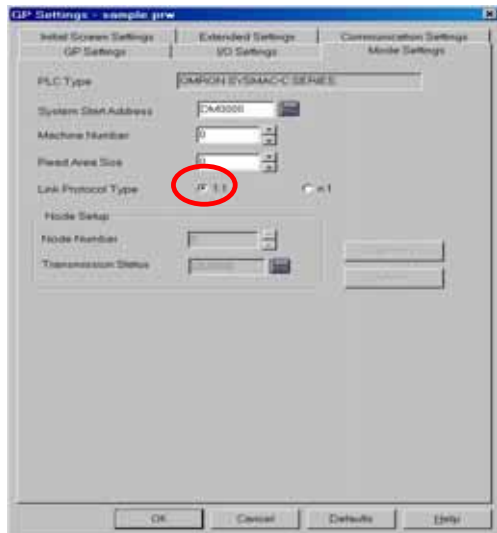 GP Settings - sample.prw
Initial Screen Settings
Extended Settings
Communication Settings
GP Settings
I/O Settings
Mode Settings
PLC Type
OMRON SYSMAC-C SERIES
System Start Address
DM0000
Machine Number
0
Read Area Size
0
Link Protocol Type
1:1
n:1
Node Setup
Node Number
Transmission Status
OK
Cancel
Defaults
Help